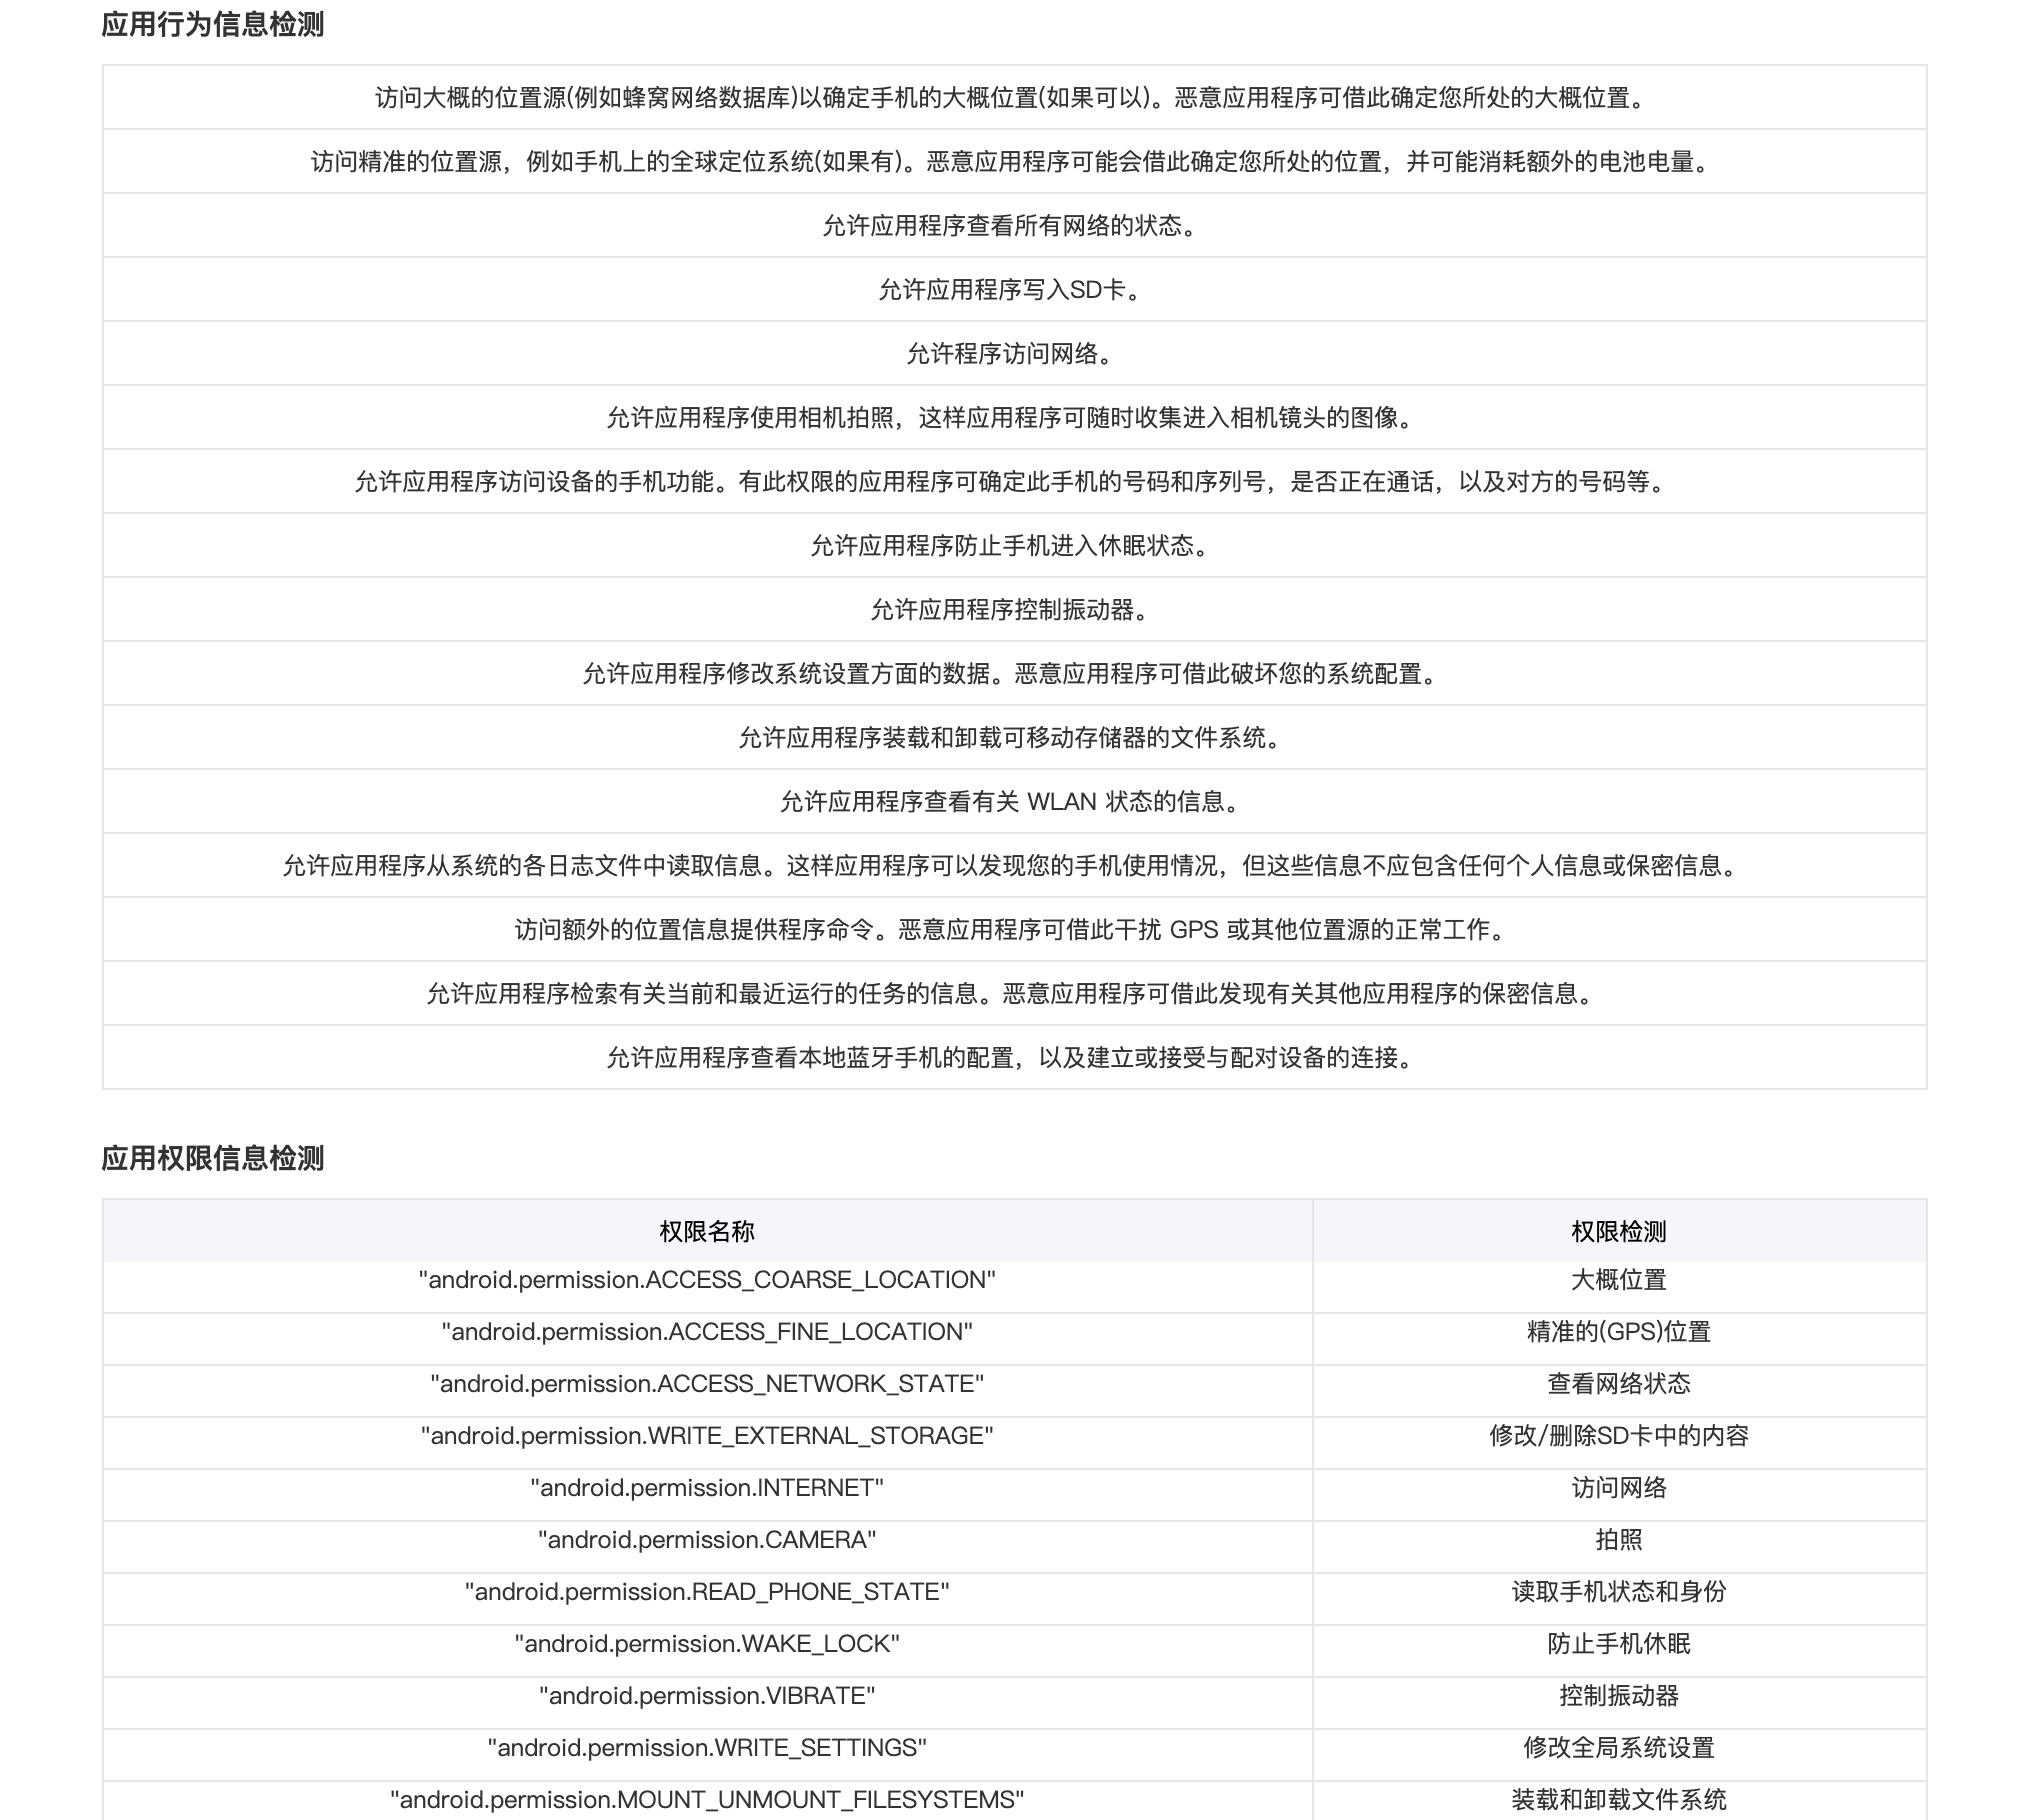 应用行为信息检测
访问大概的位置源(例如蜂窝网络数据库)以确定手机的大概位置(如果可以)。恶意应用程序可借此确定您所处的大概位置。
访问精准的位置源，例如手机上的全球定位系统(如果有)。恶意应用程序可能会借此确定您所处的位置，并可能消耗额外的电池电量。
允许应用程序查看所有网络的状态。
允许应用程序写入SD卡。
允许程序访问网络。
允许应用程序使用相机拍照，这样应用程序可随时收集进入相机镜头的图像。
允许应用程序访问设备的手机功能。有此权限的应用程序可确定此手机的号码和序列号，是否正在通话，以及对方的号码等。
允许应用程序防止手机进入休眠状态。
允许应用程序控制振动器。
允许应用程序修改系统设置方面的数据。恶意应用程序可借此破坏您的系统配置。
允许应用程序装载和卸载可移动存储器的文件系统。
允许应用程序查看有关 WLAN 状态的信息。
允许应用程序从系统的各日志文件中读取信息。这样应用程序可以发现您的手机使用情况，但这些信息不应包含任何个人信息或保密信息。
访问额外的位置信息提供程序命令。恶意应用程序可借此干扰 GPS 或其他位置源的正常工作。
允许应用程序检索有关当前和最近运行的任务的信息。恶意应用程序可借此发现有关其他应用程序的保密信息。
允许应用程序查看本地蓝牙手机的配置，以及建立或接受与配对设备的连接。
应用权限信息检测
权限名称 权限检测
"android.permission.ACCESS_COARSE_LOCATION" 大概位置
"android.permission.ACCESS_FINE_LOCATION" 精准的(GPS)位置
"android.permission.ACCESS_NETWORK_STATE" 查看网络状态
"android.permission.WRITE_EXTERNAL_STORAGE" 修改/删除SD卡中的内容
"android.permission.INTERNET" 访问网络
"android.permission.CAMERA" 拍照
"android.permission.READ_PHONE_STATE" 读取手机状态和身份
"android.permission.WAKE_LOCK" 防止手机休眠
"android.permission.VIBRATE" 控制振动器
"android.permission.WRITE_SETTINGS" 修改全局系统设置
"android.permission.MOUNT_UNMOUNT_FILESYSTEMS" 装载和卸载文件系统